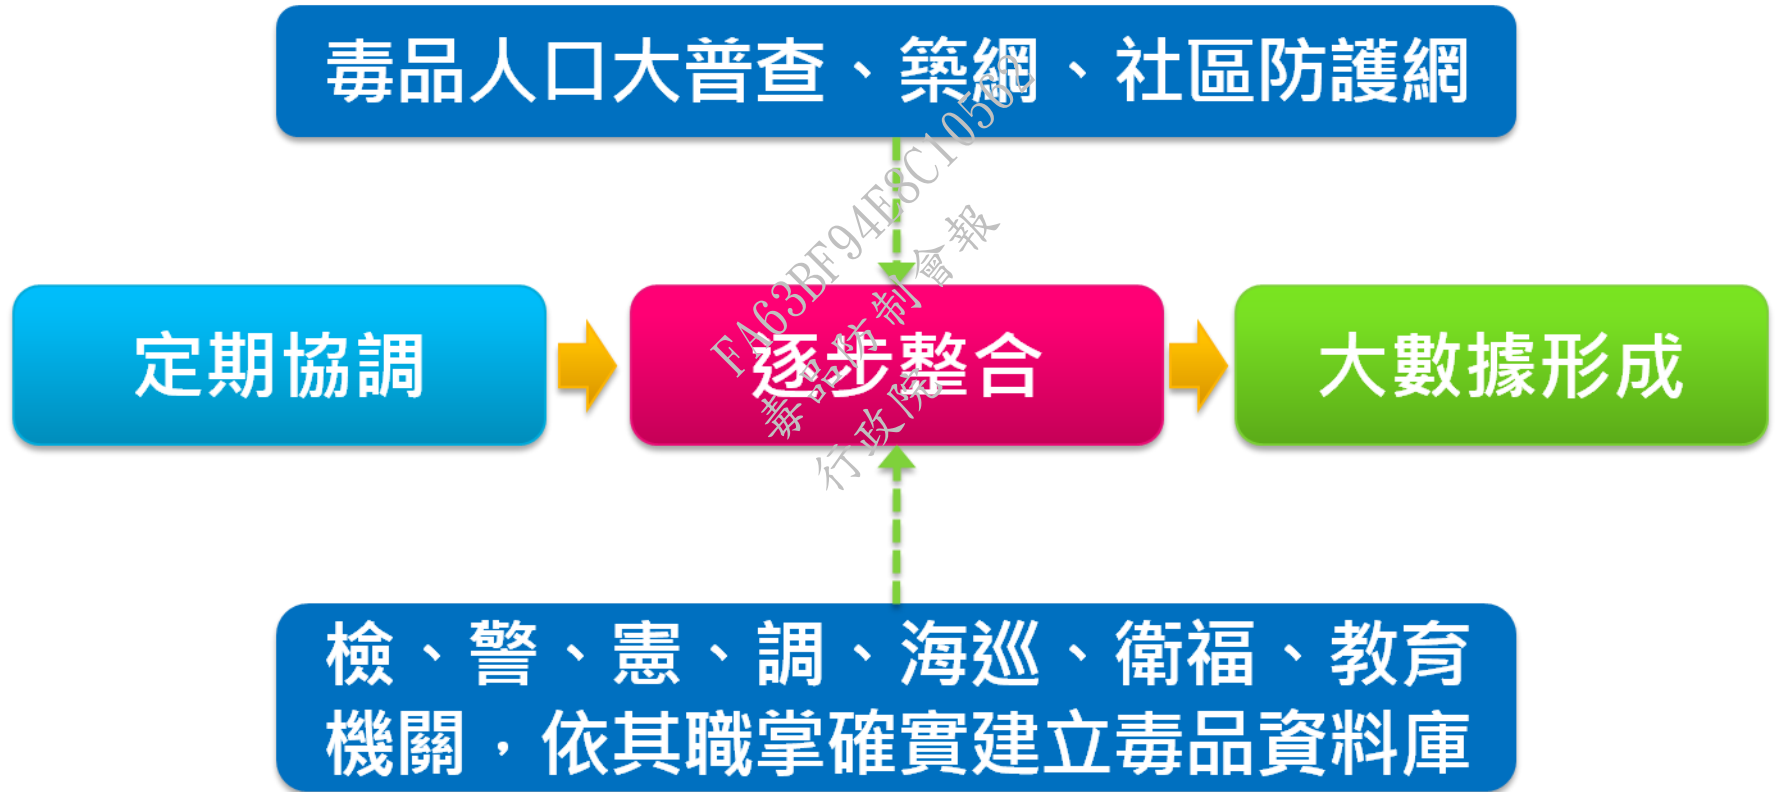 毒品人口大普查、築網、社區防護網
定期協調
逐步整合
大數據形成
檢、警、憲、調、海巡、衛福、教育
機關，依其職掌確實建立毒品資料庫
FA63BF94E8C10562
毒品防制會報
行政院